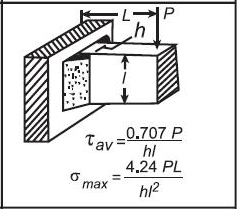 L P
h
l
τav = 0.707 P / hl
σmax = 4.24 PL / hl²